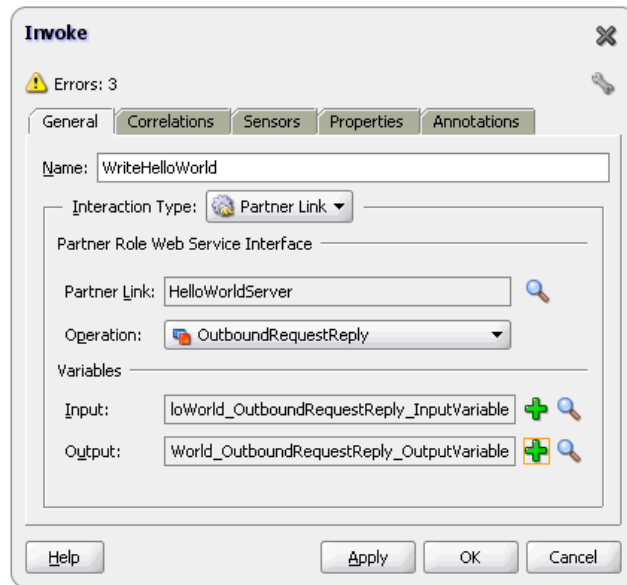 Invoke
Errors: 3
General Correlations Sensors Properties Annotations
Name: WriteHelloWorld
Interaction Type: Partner Link
Partner Role Web Service Interface
Partner Link: HelloWorldServer
Operation: OutboundRequestReply
Variables
Input: loWorld_OutboundRequestReply_InputVariable
Output: World_OutboundRequestReply_OutputVariable
Help Apply OK Cancel